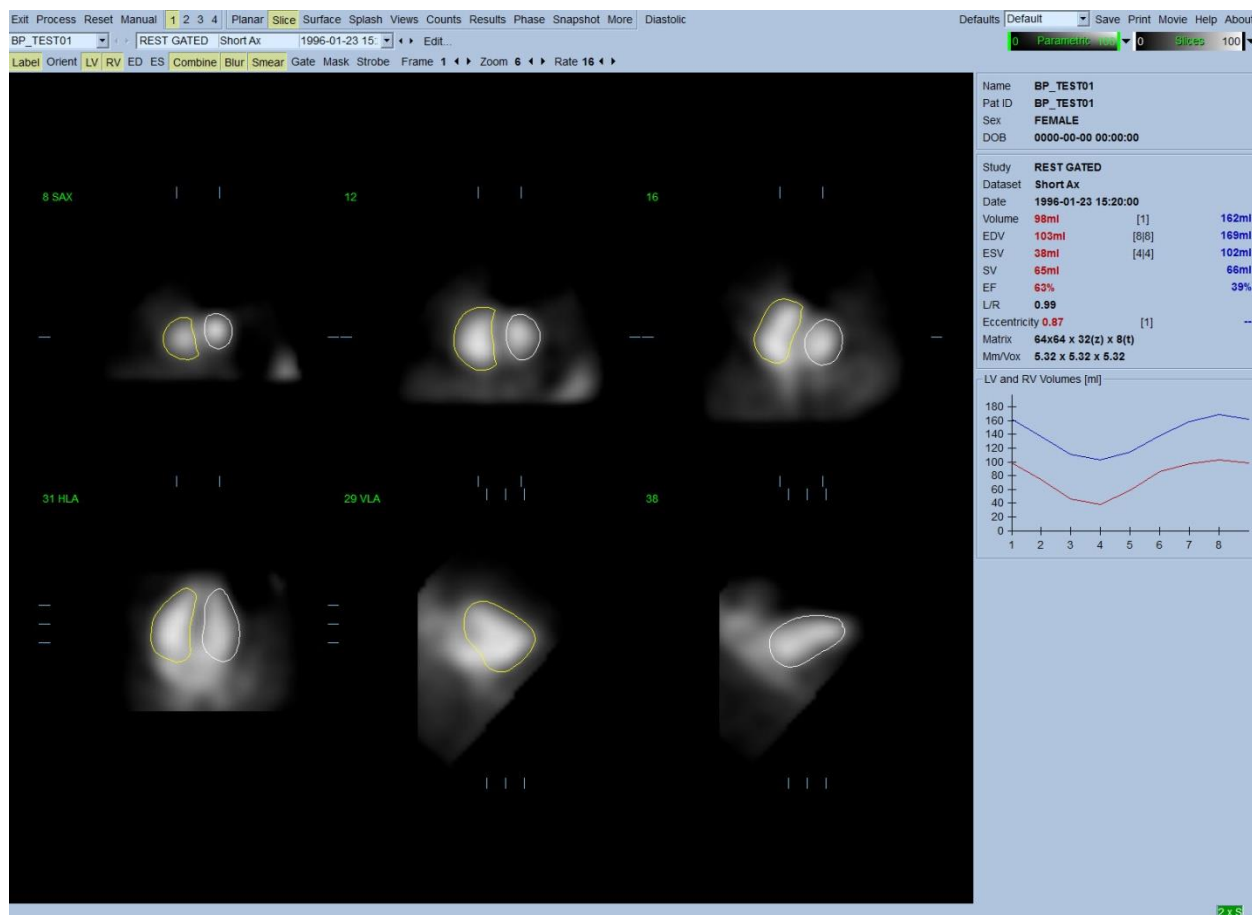 Exit Process Reset Manual 1 2 3 4 Planar Slice Surface Splash Views Counts Results Phase Snapshot More Diastolic Defaults Default Save Print Movie Help About
BP_TEST01 REST GATED Short Ax 1996-01-23 15: Edit...
0 Parametric 100 0 Slices 100
Label Orient LV RV ED ES Combine Blur Smear Gate Mask Strobe Frame 1 Zoom 6 Rate 16
8 SAX 12 16
31 HLA 29 VLA 38
Name BP_TEST01
Pat ID BP_TEST01
Sex FEMALE
DOB 0000-00-00 00:00:00
Study REST GATED
Dataset Short Ax
Date 1996-01-23 15:20:00
Volume 98ml [1] 162ml
EDV 103ml [8|8] 169ml
ESV 38ml [4|4] 102ml
SV 65ml 66ml
EF 63% 39%
L/R 0.99
Eccentricity 0.87 [1] --
Matrix 64x64 x 32(z) x 8(t)
Mm/Vox 5.32 x 5.32 x 5.32
LV and RV Volumes [ml]
180
160
140
120
100
80
60
40
20
0
1 2 3 4 5 6 7 8
2 x S